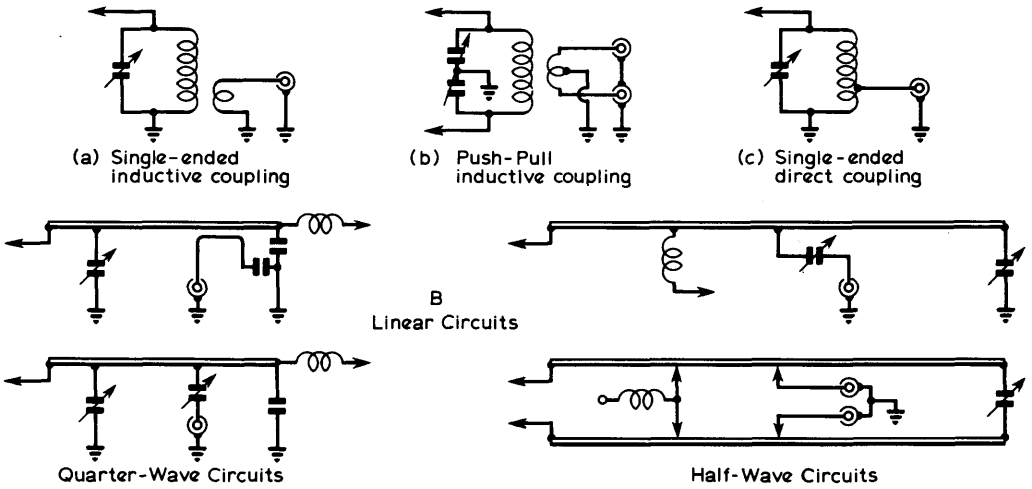 (a) Single-ended
inductive coupling
(b) Push-Pull
inductive coupling
(c) Single-ended
direct coupling
B
Linear Circuits
Quarter-Wave Circuits
Half-Wave Circuits